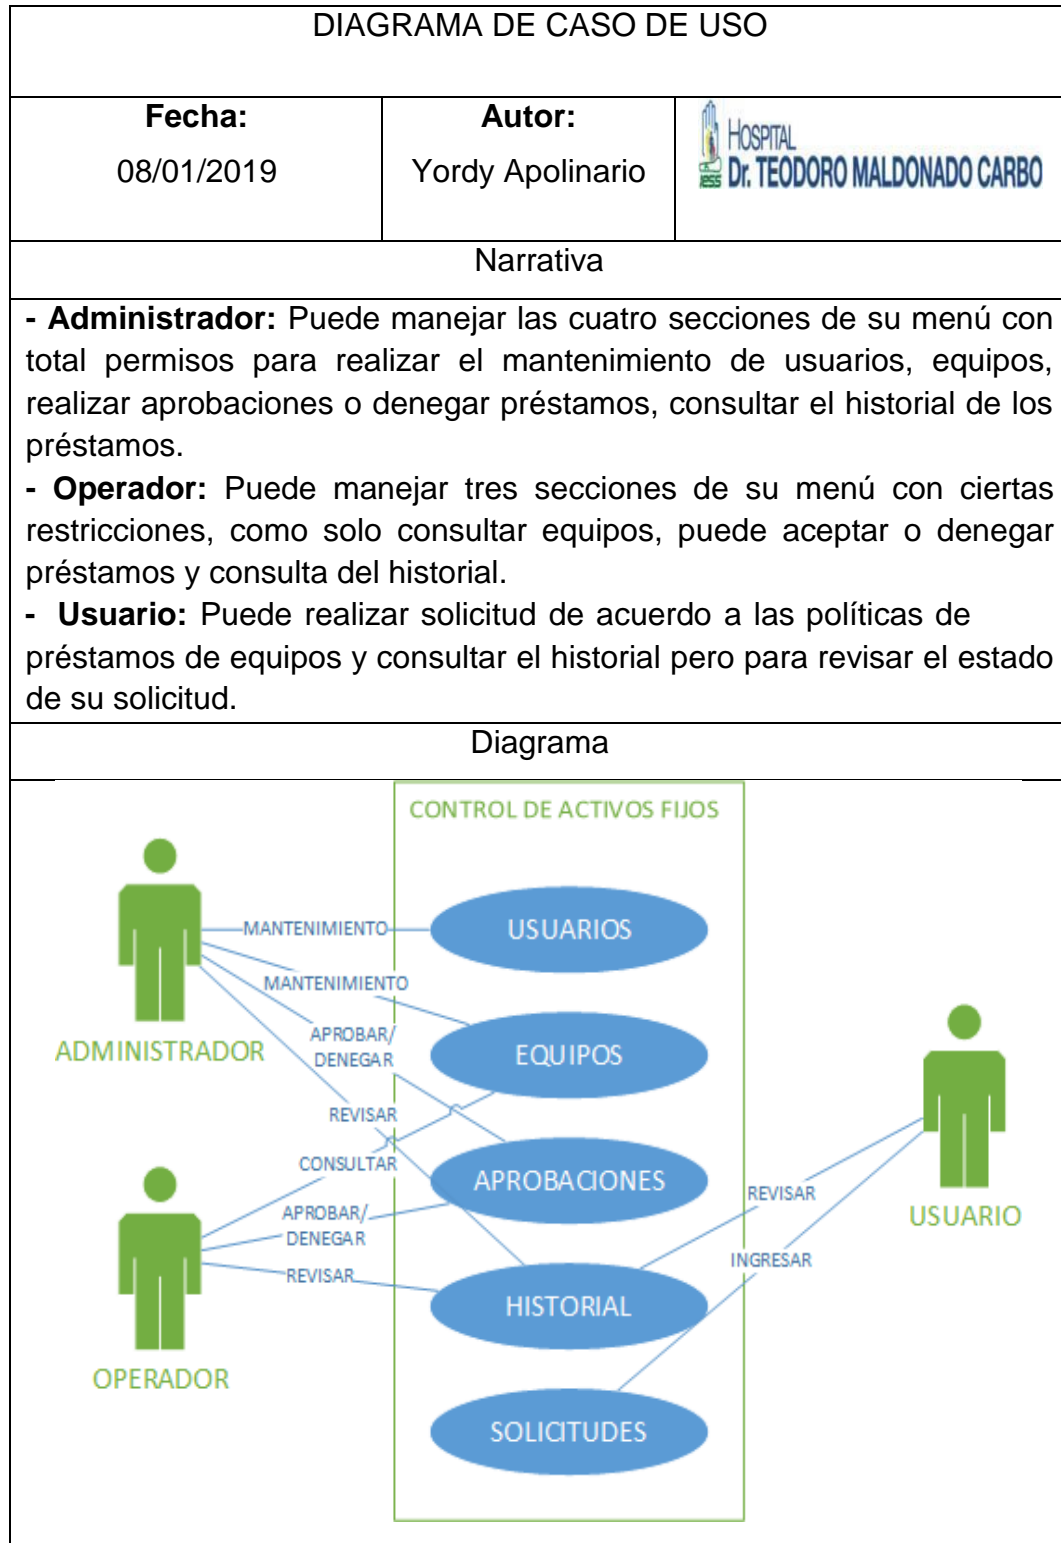 DIAGRAMA DE CASO DE USO
Fecha:
08/01/2019
Autor:
Yordy Apolinario
HOSPITAL
Dr. TEODORO MALDONADO CARBO
IESS
Narrativa
- Administrador: Puede manejar las cuatro secciones de su menú con
total permisos para realizar el mantenimiento de usuarios, equipos,
realizar aprobaciones o denegar préstamos, consultar el historial de los
préstamos.
- Operador: Puede manejar tres secciones de su menú con ciertas
restricciones, como solo consultar equipos, puede aceptar o denegar
préstamos y consulta del historial.
- Usuario: Puede realizar solicitud de acuerdo a las políticas de
préstamos de equipos y consultar el historial pero para revisar el estado
de su solicitud.
Diagrama
CONTROL DE ACTIVOS FIJOS
MANTENIMIENTO
USUARIOS
MANTENIMIENTO
ADMINISTRADOR
APROBAR/
DENEGAR
EQUIPOS
REVISAR
CONSULTAR
APROBACIONES
REVISAR
USUARIO
APROBAR/
DENEGAR
INGRESAR
REVISAR
HISTORIAL
OPERADOR
SOLICITUDES